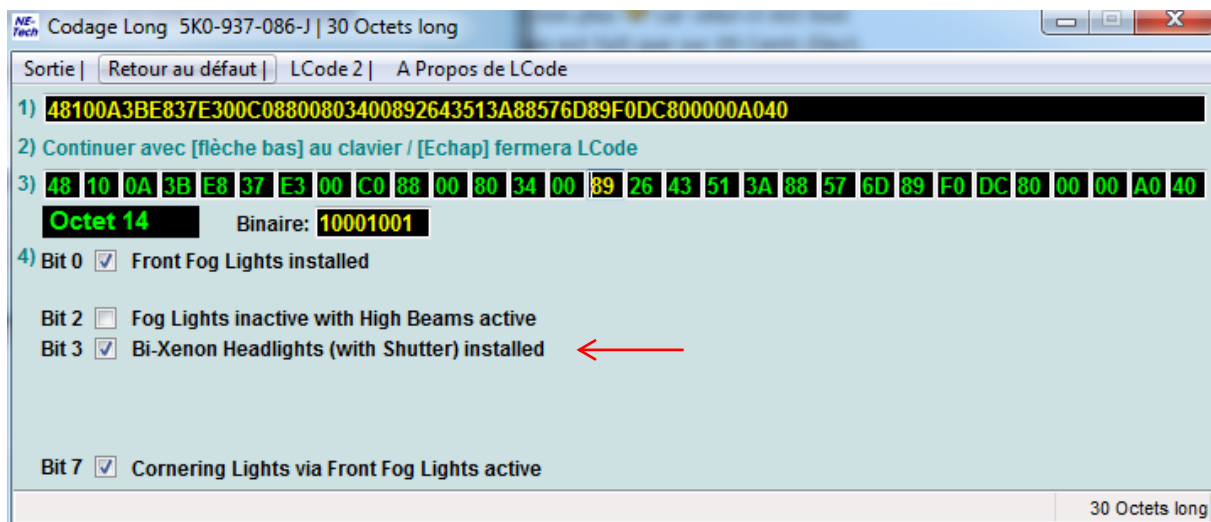 NE-Tech Codage Long 5K0-937-086-J | 30 Octets long
Sortie | Retour au défaut | LCode 2 | A Propos de LCode
1) 48100A3BE837E300C08800803400892643513A88576D89F0DC800000A040
2) Continuer avec [flèche bas] au clavier / [Echap] fermera LCode
3) 48 10 0A 3B E8 37 E3 00 C0 88 00 80 34 00 89 26 43 51 3A 88 57 6D 89 F0 DC 80 00 00 A0 40
Octet 14 Binaire: 10001001
4) Bit 0 Front Fog Lights installed
Bit 2 Fog Lights inactive with High Beams active
Bit 3 Bi-Xenon Headlights (with Shutter) installed
Bit 7 Cornering Lights via Front Fog Lights active
30 Octets long